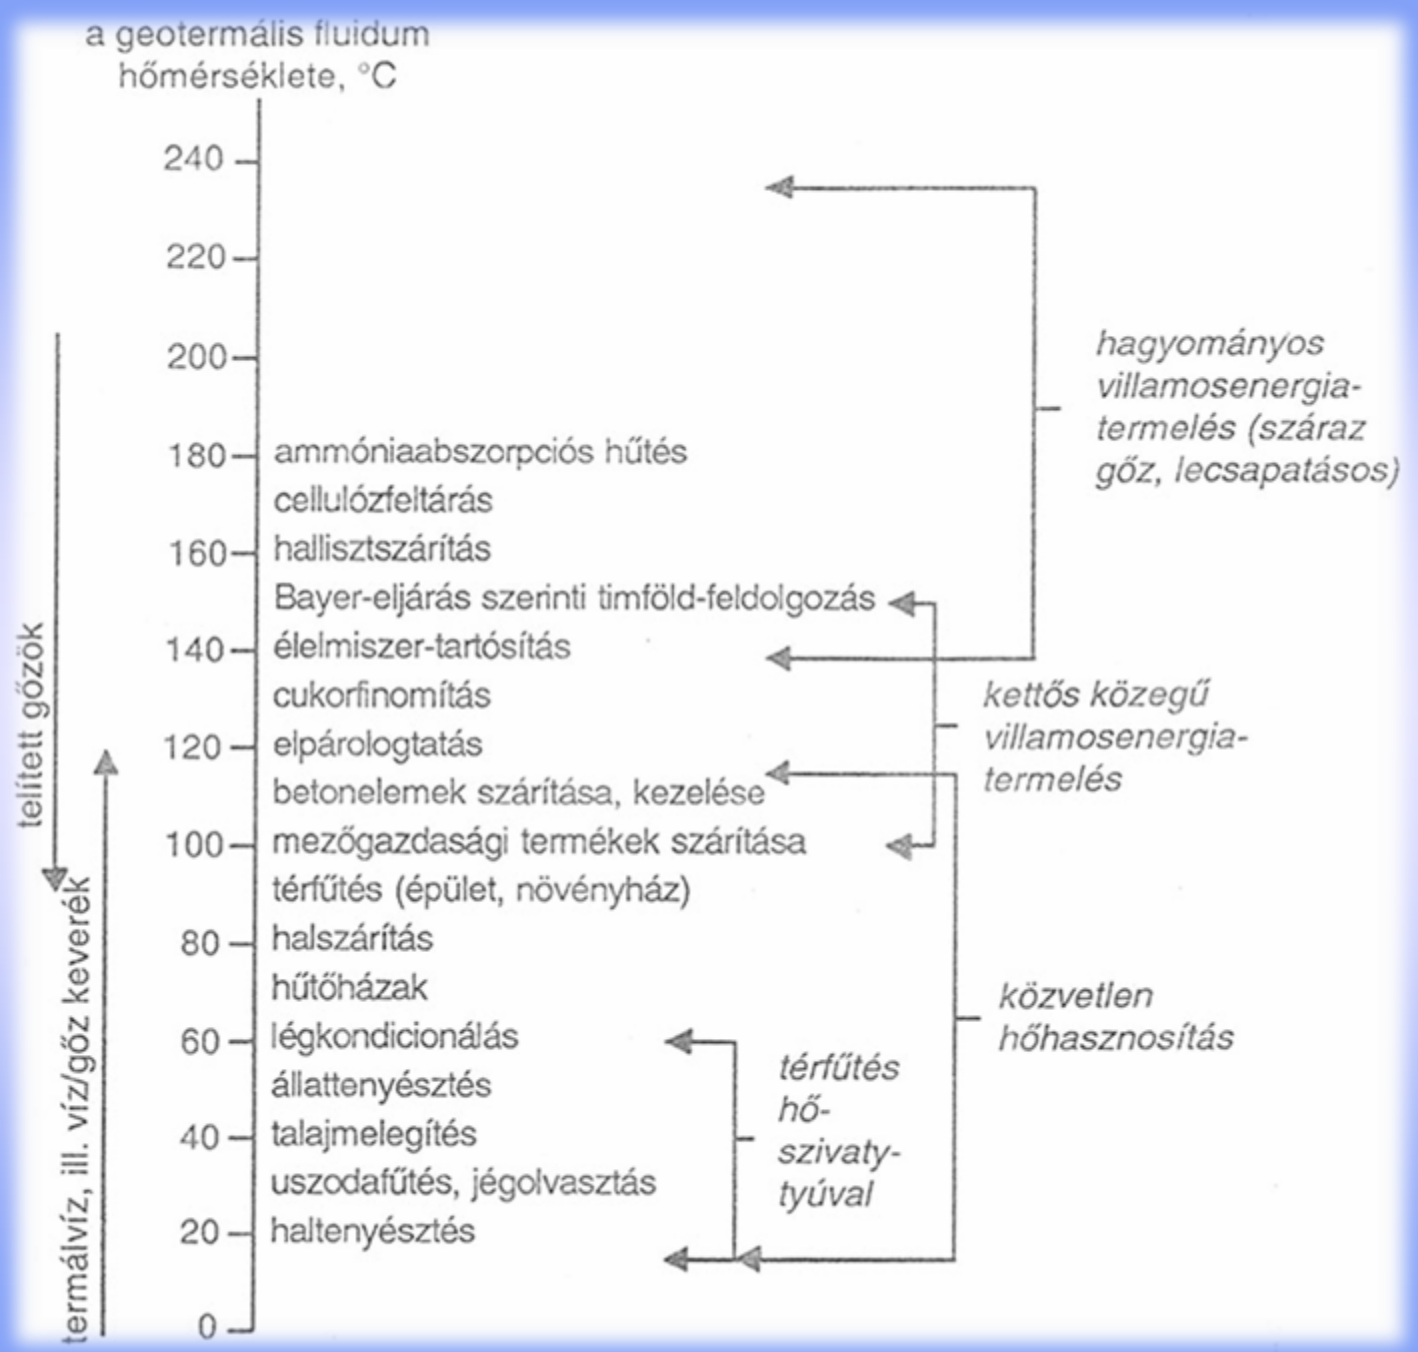 a geotermális fluidum
hőmérséklete, °C
240
220
200
180
160
140
120
100
80
60
40
20
0
ammóniaabszorpciós hűtés
cellulózfeltárás
hallisztszárítás
Bayer-eljárás szerinti timföld-feldolgozás
élelmiszer-tartósítás
cukorfinomítás
elpárologtatás
betonelemek szárítása, kezelése
mezőgazdasági termékek szárítása
térfűtés (épület, növényház)
halszárítás
hűtőházak
légkondicionálás
állattenyésztés
talajmelegítés
uszodafűtés, jégolvasztás
haltenyésztés
hagyományos
villamosenergia-
termelés (száraz
gőz, lecsapatásos)
kettős közegű
villamosenergia-
termelés
közvetlen
hőhasznosítás
térfűtés
hő-
szivaty-
tyúval
telített gőzök
termálvíz, ill. víz/gőz keverék